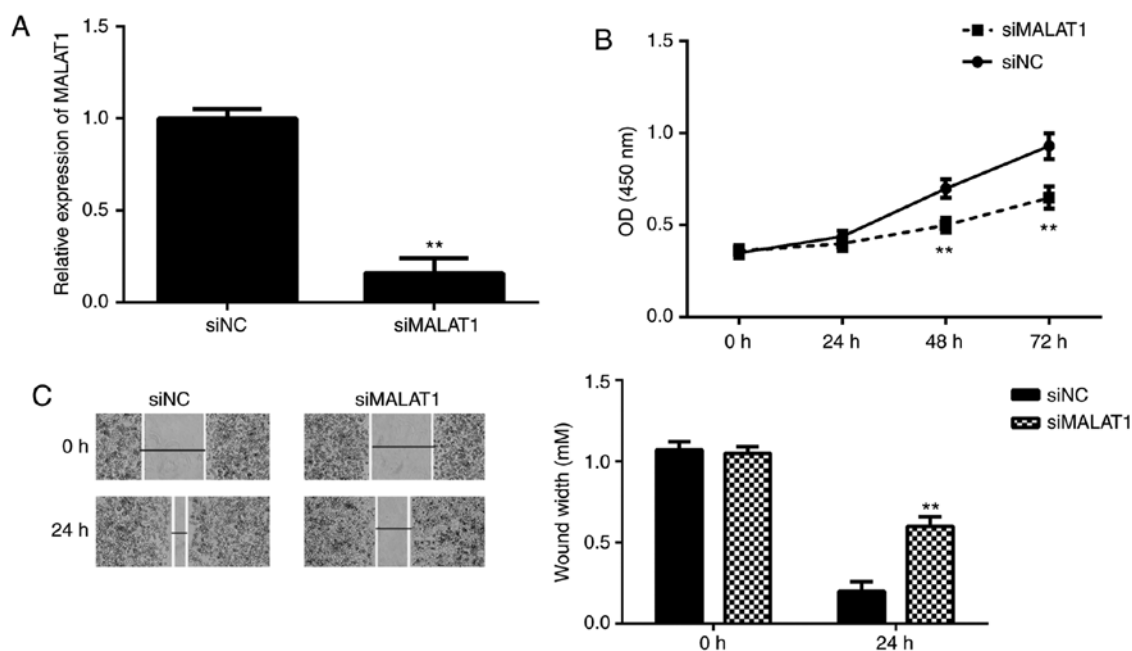 A
Relative expression of MALAT1
1.5
1.0
0.5
0.0
**
siNC
siMALAT1
B
OD (450 nm)
1.5
1.0
0.5
0.0
siMALAT1
siNC
**
**
0 h
24 h
48 h
72 h
C
siNC
siMALAT1
0 h
24 h
Wound width (mM)
1.5
1.0
0.5
0.0
siNC
siMALAT1
**
0 h
24 h